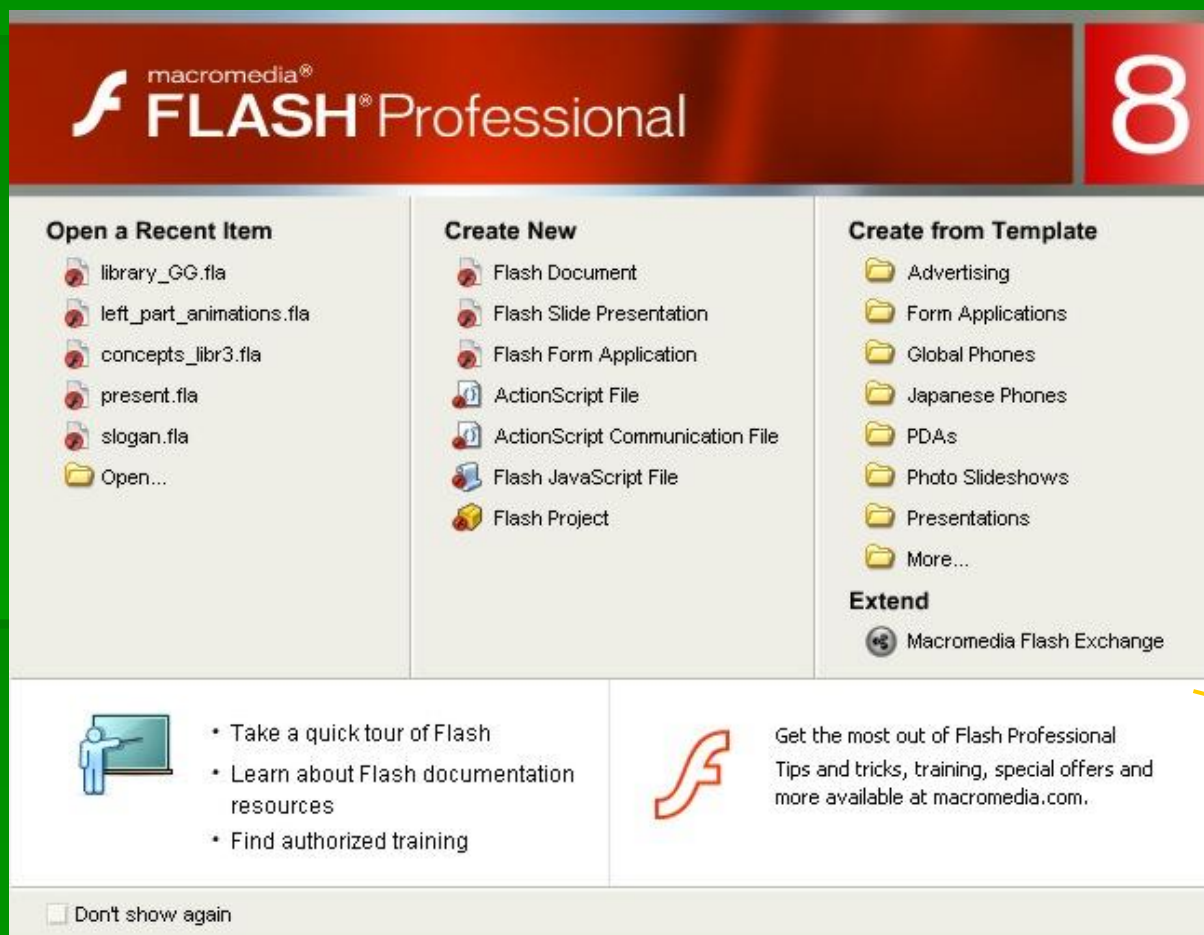 macromedia®
FLASH® Professional
8
Open a Recent Item
library_GG.fla
left_part_animations.fla
concepts_libr3.fla
present.fla
slogan.fla
Open...
Create New
Flash Document
Flash Slide Presentation
Flash Form Application
ActionScript File
ActionScript Communication File
Flash JavaScript File
Flash Project
Create from Template
Advertising
Form Applications
Global Phones
Japanese Phones
PDAs
Photo Slideshows
Presentations
More...
Extend
Macromedia Flash Exchange
• Take a quick tour of Flash
• Learn about Flash documentation
resources
• Find authorized training
Get the most out of Flash Professional
Tips and tricks, training, special offers and
more available at macromedia.com.
Don't show again